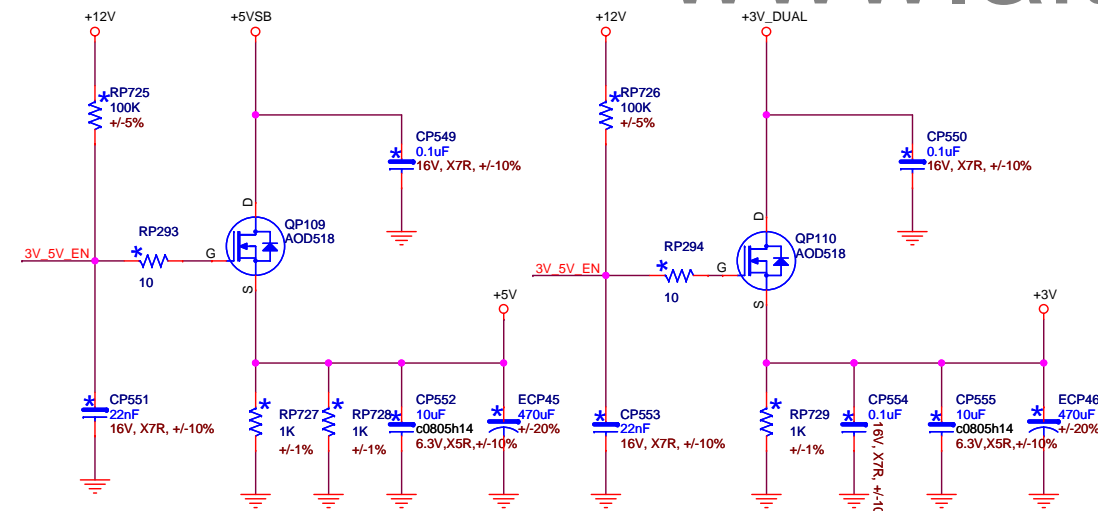 +12V
+5VSB
RP725
100K
+/-5%
CP549
0.1uF
16V, X7R, +/-10%
D
QP109
AOD518
RP293
3V_5V_EN
G
10
S
+5V
CP551
22nF
16V, X7R, +/-10%
RP727
1K
+/-1%
RP728
1K
+/-1%
CP552
10uF
c0805h14
6.3V,X5R,+/-10%
ECP45
470uF
+/-20%
+12V
+3V_DUAL
RP726
100K
+/-5%
CP550
0.1uF
16V, X7R, +/-10%
D
QP110
AOD518
RP294
3V_5V_EN
G
10
S
+3V
CP553
22nF
16V, X7R, +/-10%
RP729
1K
+/-1%
CP554
0.1uF
16V, X7R,
CP555
10uF
c0805h14
6.3V,X5R,+/-10%
ECP46
470uF
+/-20%